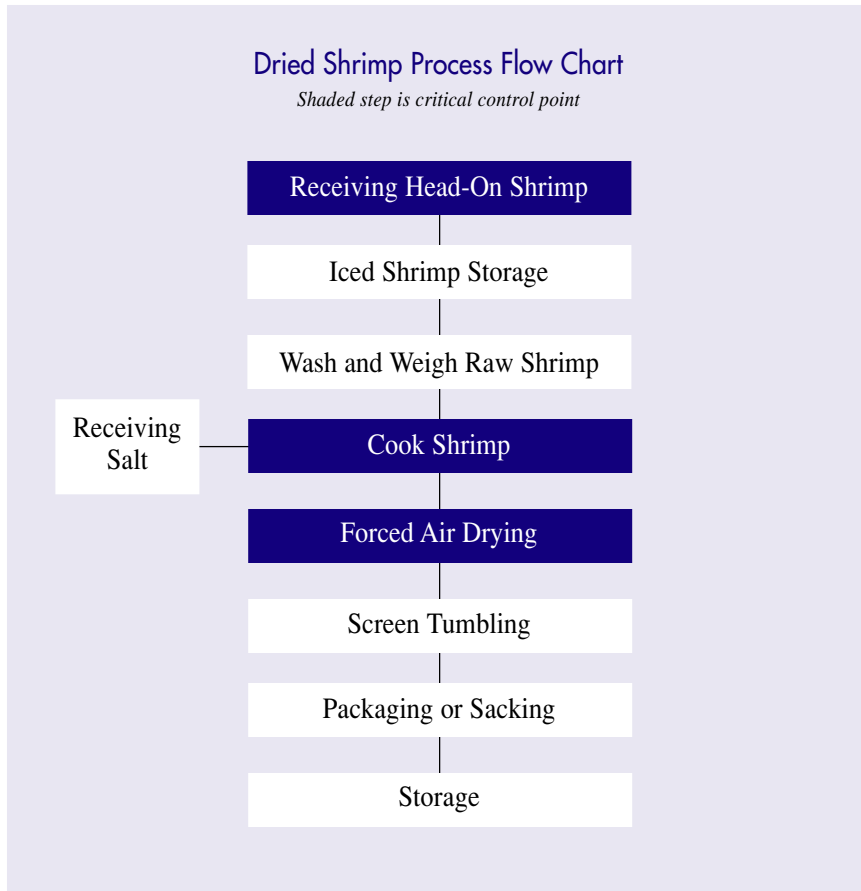 Dried Shrimp Process Flow Chart
Shaded step is critical control point
Receiving Head-On Shrimp
Iced Shrimp Storage
Wash and Weigh Raw Shrimp
Receiving
Salt
Cook Shrimp
Forced Air Drying
Screen Tumbling
Packaging or Sacking
Storage